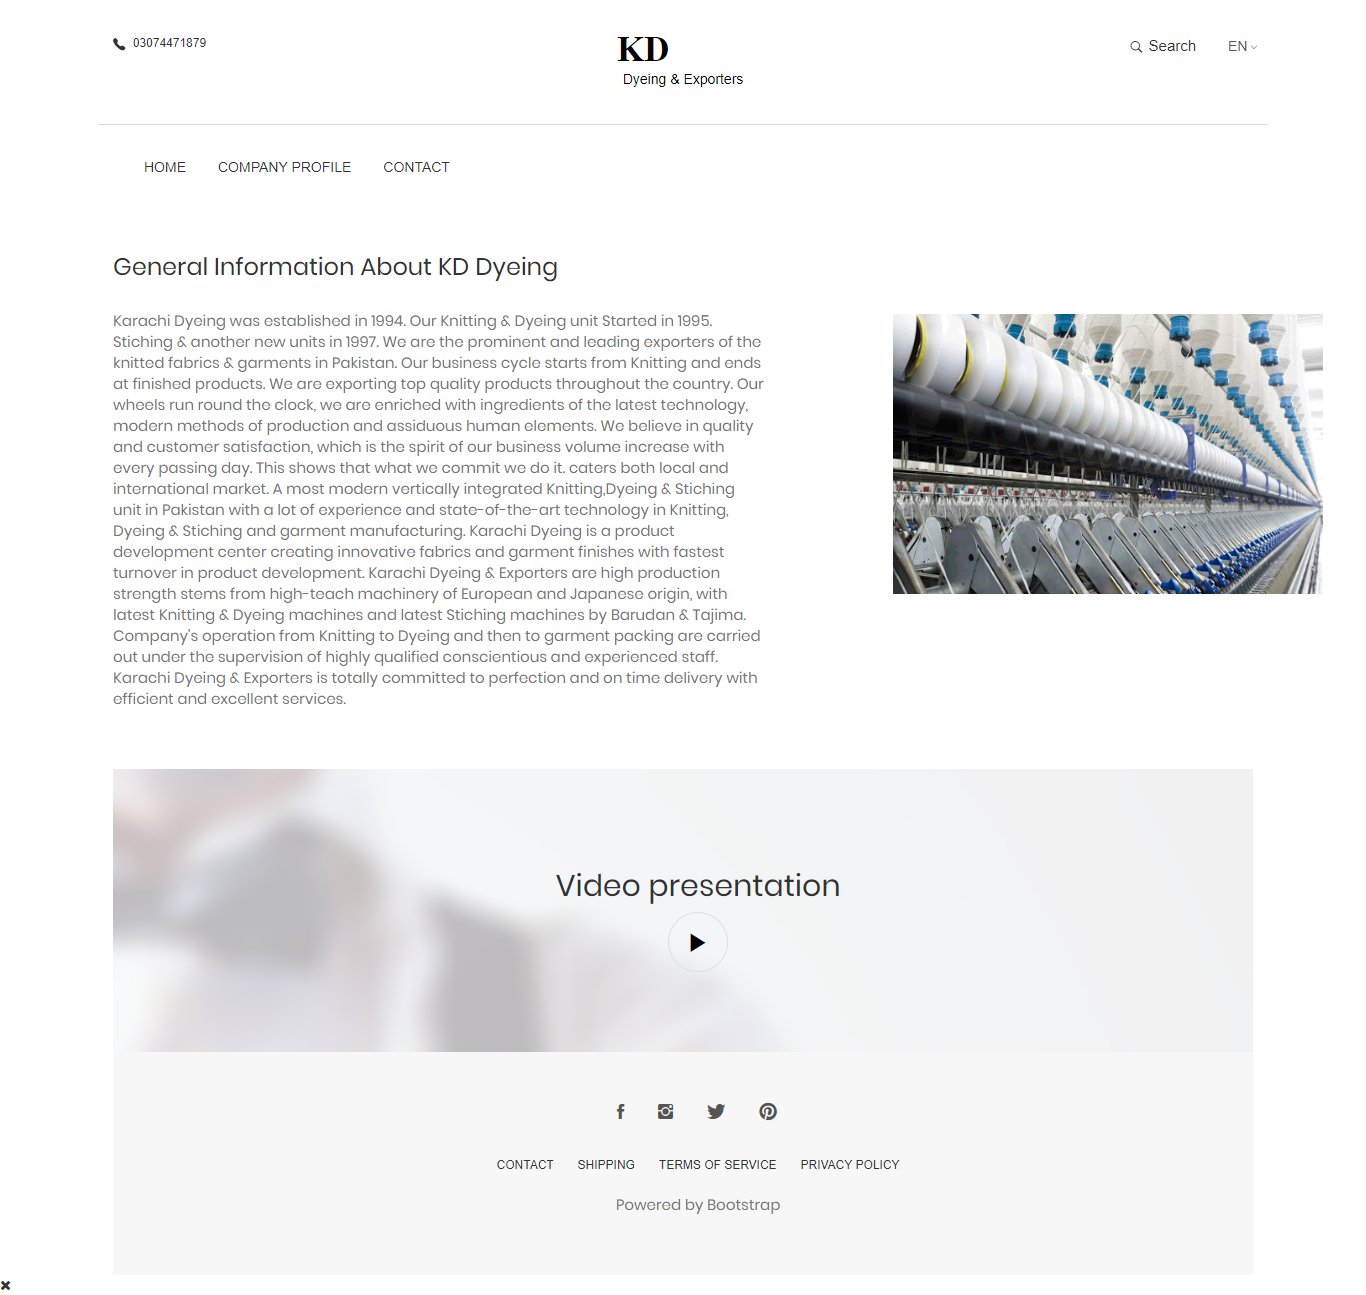 03074471879
KD
Dyeing & Exporters
Search
EN
HOME
COMPANY PROFILE
CONTACT
General Information About KD Dyeing
Karachi Dyeing was established in 1994. Our Knitting & Dyeing unit Started in 1995.
Stiching & another new units in 1997. We are the prominent and leading exporters of the
knitted fabrics & garments in Pakistan. Our business cycle starts from Knitting and ends
at finished products. We are exporting top quality products throughout the country. Our
wheels run round the clock, we are enriched with ingredients of the latest technology,
modern methods of production and assiduous human elements. We believe in quality
and customer satisfaction, which is the spirit of our business volume increase with
every passing day. This shows that what we commit we do it. caters both local and
international market. A most modern vertically integrated Knitting,Dyeing & Stiching
unit in Pakistan with a lot of experience and state-of-the-art technology in Knitting,
Dyeing & Stiching and garment manufacturing. Karachi Dyeing is a product
development center creating innovative fabrics and garment finishes with fastest
turnover in product development. Karachi Dyeing & Exporters are high production
strength stems from high-teach machinery of European and Japanese origin, with
latest Knitting & Dyeing machines and latest Stiching machines by Barudan & Tajima.
Company's operation from Knitting to Dyeing and then to garment packing are carried
out under the supervision of highly qualified conscientious and experienced staff.
Karachi Dyeing & Exporters is totally committed to perfection and on time delivery with
efficient and excellent services.
Video presentation
CONTACT
SHIPPING
TERMS OF SERVICE
PRIVACY POLICY
Powered by Bootstrap